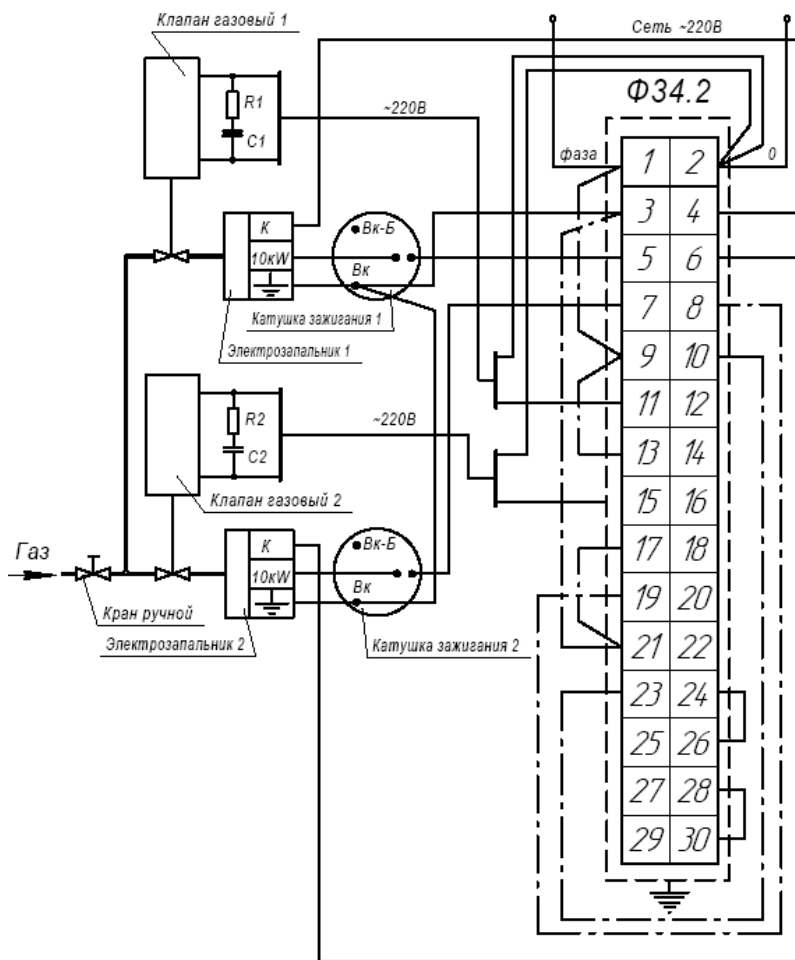 Клапан газовый 1
Сеть ~220В
R1
C1
~220В
Ф34.2
фаза
0
К
10кW
Вк-Б
Вк
Катушка зажигания 1
Электрозапальник 1
R2
C2
~220В
Клапан газовый 2
Газ
К
10кW
Вк-Б
Вк
Кран ручной
Электрозапальник 2
Катушка зажигания 2
1 2
3 4
5 6
7 8
9 10
11 12
13 14
15 16
17 18
19 20
21 22
23 24
25 26
27 28
29 30